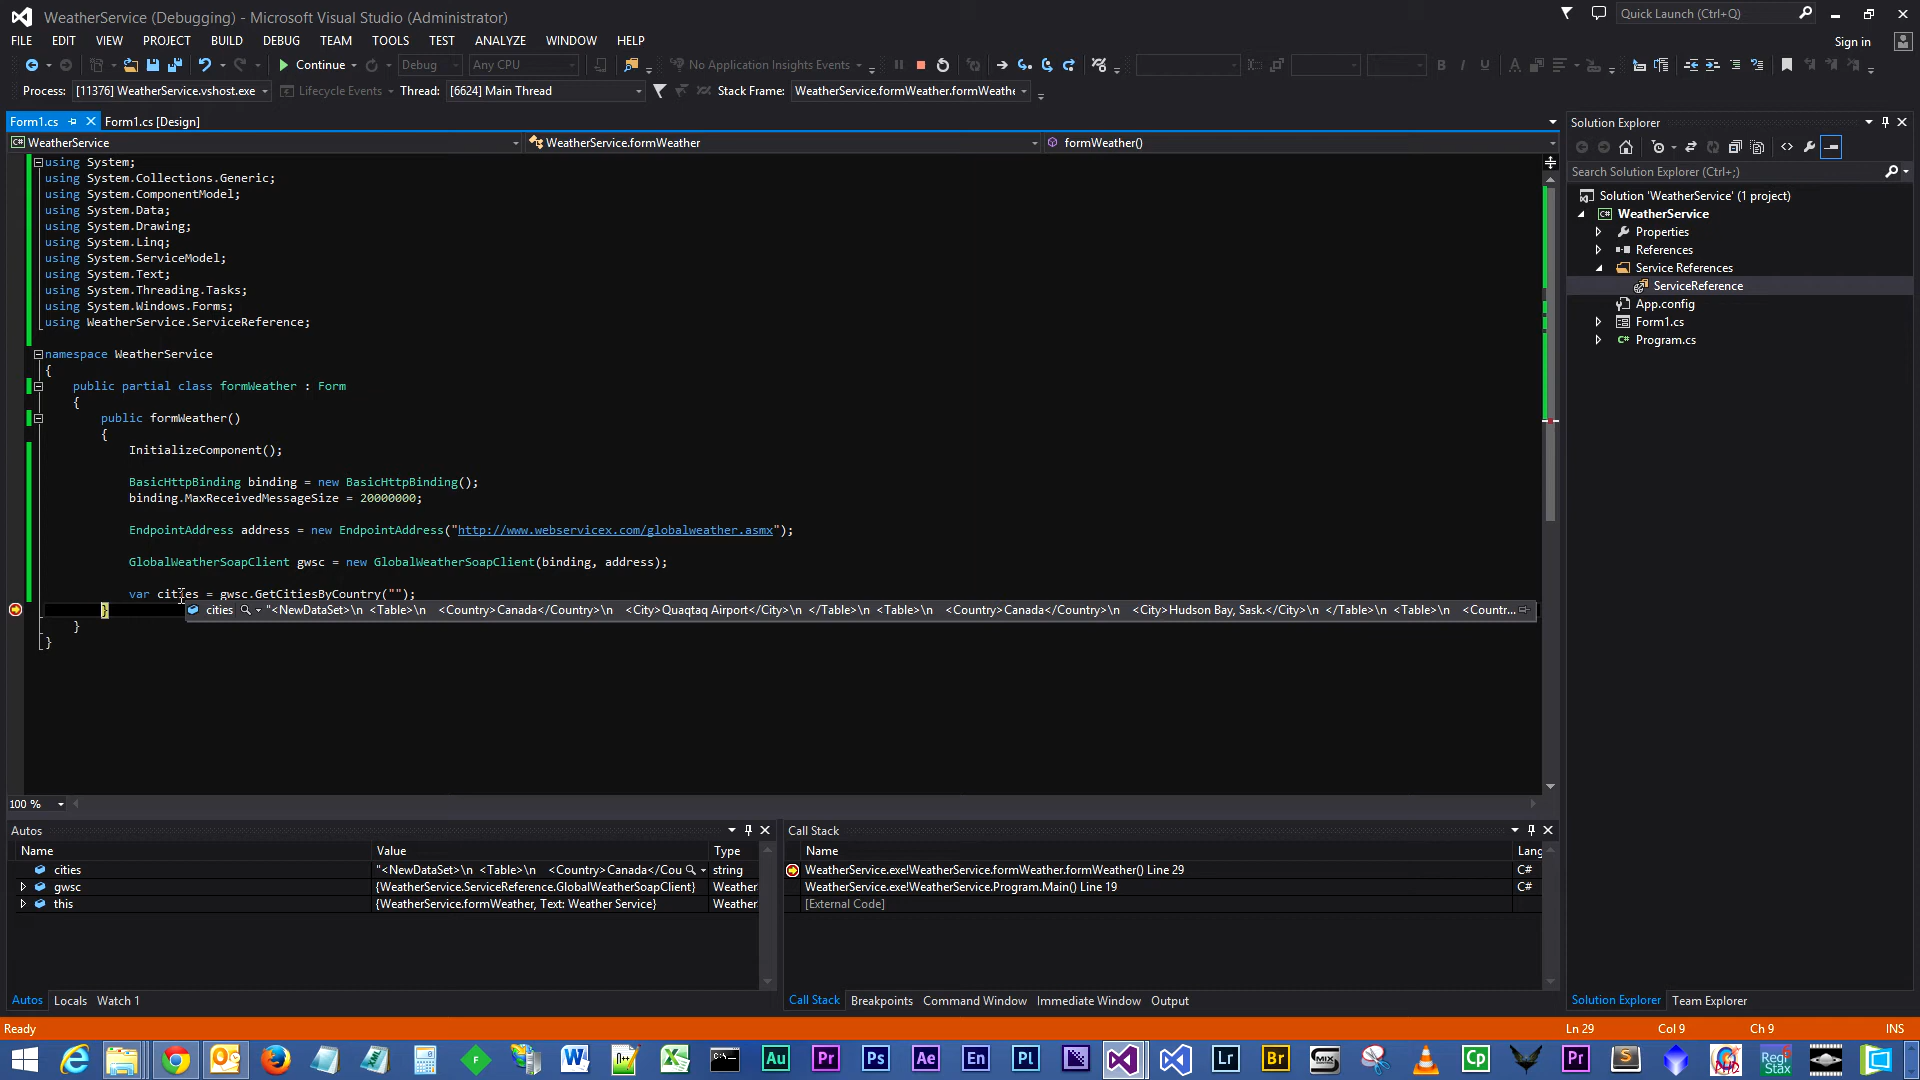 WeatherService (Debugging) - Microsoft Visual Studio (Administrator)
Quick Launch (Ctrl+Q)
FILE EDIT VIEW PROJECT BUILD DEBUG TEAM TOOLS TEST ANALYZE WINDOW HELP
Sign in
Continue Debug Any CPU No Application Insights Events
Process: [11376] WeatherService.vshost.exe Lifecycle Events Thread: [6624] Main Thread Stack Frame: WeatherService.formWeather.formWeathe
Form1.cs Form1.cs [Design]
WeatherService WeatherService.formWeather formWeather()
using System;
using System.Collections.Generic;
using System.ComponentModel;
using System.Data;
using System.Drawing;
using System.Linq;
using System.ServiceModel;
using System.Text;
using System.Threading.Tasks;
using System.Windows.Forms;
using WeatherService.ServiceReference;
namespace WeatherService
{
public partial class formWeather : Form
{
public formWeather()
{
InitializeComponent();
BasicHttpBinding binding = new BasicHttpBinding();
binding.MaxReceivedMessageSize = 20000000;
EndpointAddress address = new EndpointAddress("http://www.webservicex.com/globalweather.asmx");
GlobalWeatherSoapClient gwsc = new GlobalWeatherSoapClient(binding, address);
var cities = gwsc.GetCitiesByCountry("");
}
cities "<NewDataSet>\n <Table>\n <Country>Canada</Country>\n <City>Quaqtaq Airport</City>\n </Table>\n <Table>\n <Country>Canada</Country>\n <City>Hudson Bay, Sask.</City>\n </Table>\n <Table>\n <Countr...
}
}
100 %
Solution Explorer
Search Solution Explorer (Ctrl+;)
Solution 'WeatherService' (1 project)
WeatherService
Properties
References
Service References
ServiceReference
App.config
Form1.cs
Program.cs
Autos
Name Value Type
cities "<NewDataSet>\n <Table>\n <Country>Canada</Cou string
gwsc {WeatherService.ServiceReference.GlobalWeatherSoapClient} Weather
this {WeatherService.formWeather, Text: Weather Service} Weather
Autos Locals Watch 1
Call Stack
Name Lang
WeatherService.exe!WeatherService.formWeather.formWeather() Line 29 C#
WeatherService.exe!WeatherService.Program.Main() Line 19 C#
[External Code]
Call Stack Breakpoints Command Window Immediate Window Output
Solution Explorer Team Explorer
Ready Ln 29 Col 9 Ch 9 INS
Au Pr Ps Ae En Pl Lr Br Cp Pr